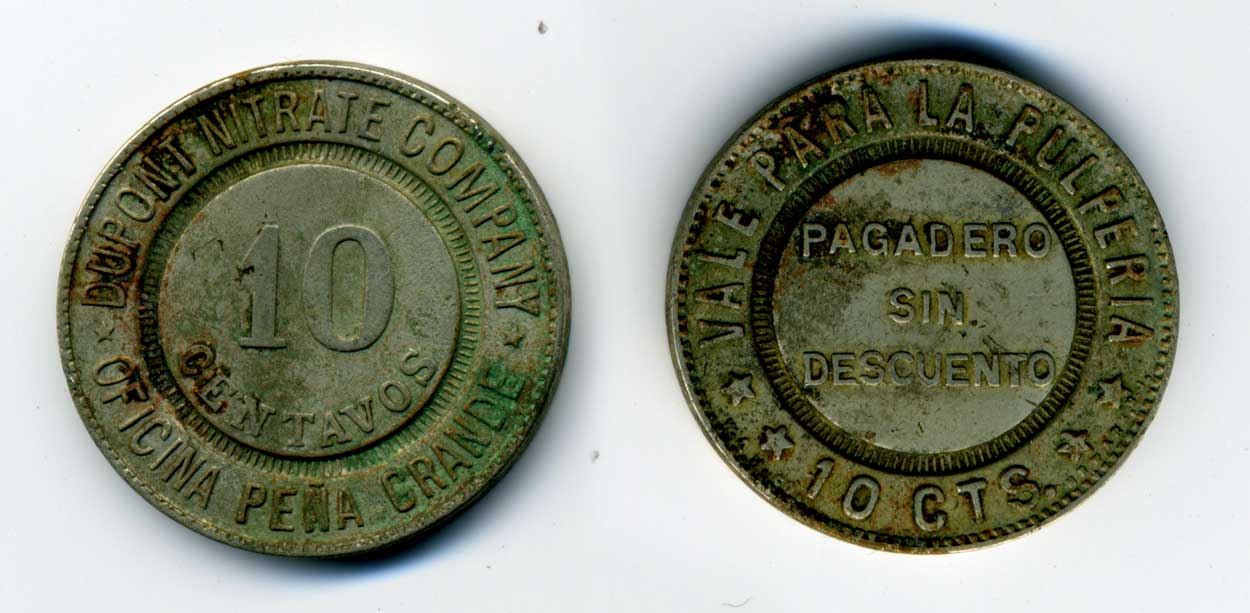 DUPONT NITRATE COMPANY
10
CENTAVOS
OFICINA PEÑA GRANDE
VALE PARA LA PULPERIA
PAGADERO
SIN
DESCUENTO
10 CTS.